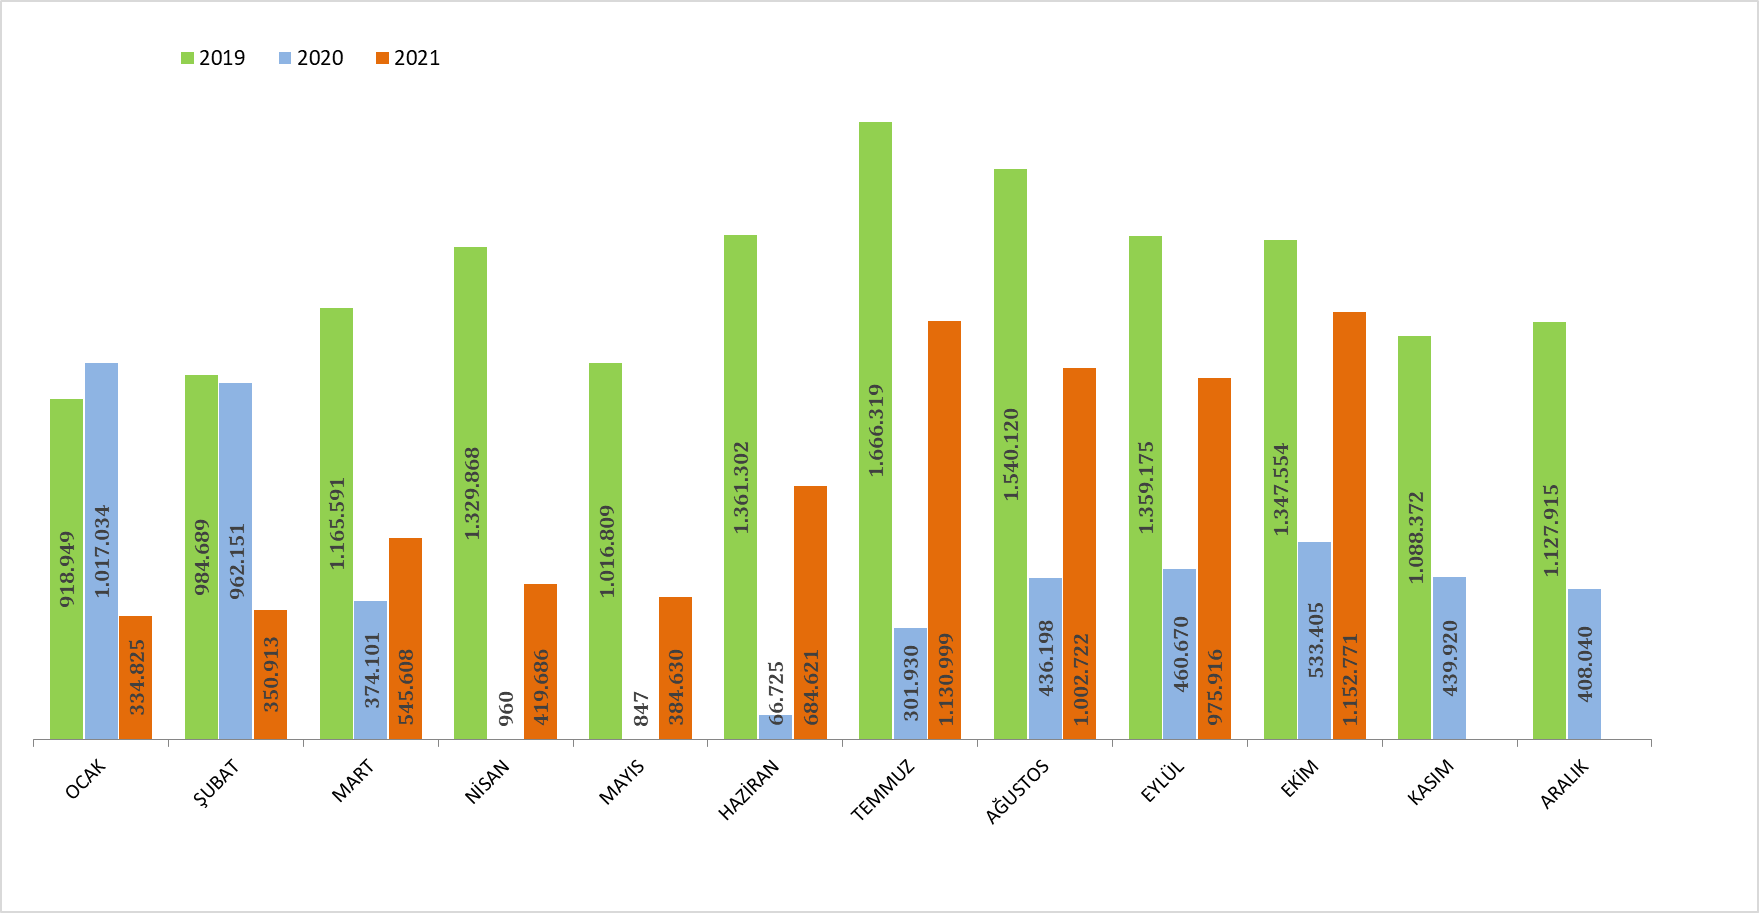 2019 2020 2021
918.949 1.017.034 334.825
984.689 962.151 350.913
1.165.591 374.101 545.608
1.329.868 960 419.686
1.016.809 847 384.630
1.361.302 66.725 684.621
1.666.319 301.930 1.130.999
1.540.120 436.198 1.002.722
1.359.175 460.670 975.916
1.347.554 533.405 1.152.771
1.088.372 439.920
1.127.915 408.040
OCAK ŞUBAT MART NİSAN MAYIS HAZİRAN TEMMUZ AĞUSTOS EYLÜL EKİM KASIM ARALIK